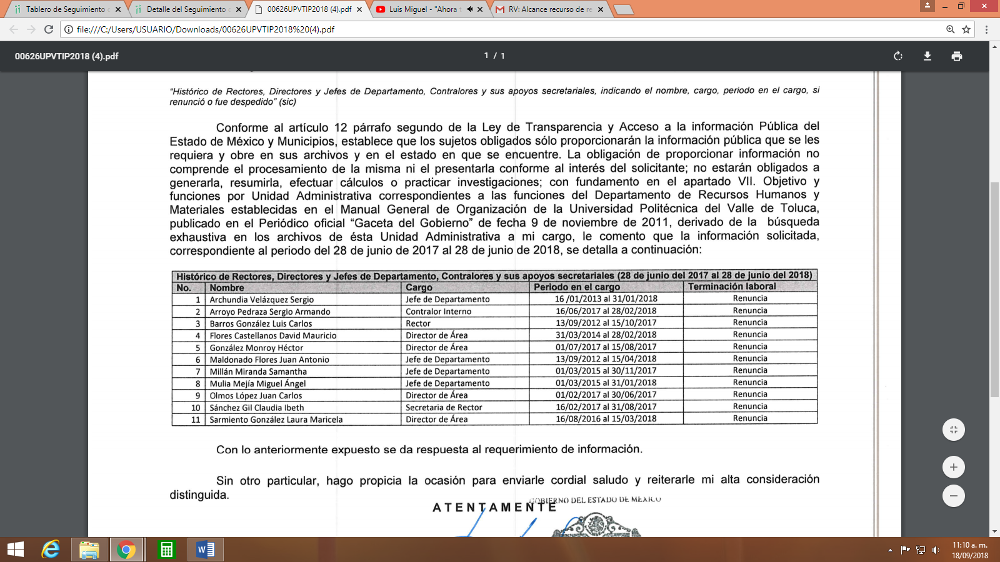 Tablero de Seguimiento
Detalle del Seguimiento
00626UPVTIP2018 (4).pdf
Luis Miguel - "Ahora t
RV: Alcance recurso de re
file:///C:/Users/USUARIO/Downloads/00626UPVTIP2018%20(4).pdf
00626UPVTIP2018 (4).pdf
1 / 1
“Histórico de Rectores, Directores y Jefes de Departamento, Contralores y sus apoyos secretariales, indicando el nombre, cargo, periodo en el cargo, si
renunció o fue despedido” (sic)
Conforme al artículo 12 párrafo segundo de la Ley de Transparencia y Acceso a la información Pública del
Estado de México y Municipios, establece que los sujetos obligados sólo proporcionarán la información pública que se les
requiera y obre en sus archivos y en el estado en que se encuentre. La obligación de proporcionar información no
comprende el procesamiento de la misma ni el presentarla conforme al interés del solicitante; no estarán obligados a
generarla, resumirla, efectuar cálculos o practicar investigaciones; con fundamento en el apartado VII. Objetivo y
funciones por Unidad Administrativa correspondientes a las funciones del Departamento de Recursos Humanos y
Materiales establecidas en el Manual General de Organización de la Universidad Politécnica del Valle de Toluca,
publicado en el Periódico oficial “Gaceta del Gobierno” de fecha 9 de noviembre de 2011, derivado de la búsqueda
exhaustiva en los archivos de ésta Unidad Administrativa a mi cargo, le comento que la información solicitada,
correspondiente al periodo del 28 de junio de 2017 al 28 de junio de 2018, se detalla a continuación:
Histórico de Rectores, Directores y Jefes de Departamento, Contralores y sus apoyos secretariales (28 de junio del 2017 al 28 de junio del 2018)
No. Nombre Cargo Periodo en el cargo Terminación laboral
1 Archundia Velázquez Sergio Jefe de Departamento 16 /01/2013 al 31/01/2018 Renuncia
2 Arroyo Pedraza Sergio Armando Contralor Interno 16/06/2017 al 28/02/2018 Renuncia
3 Barros González Luis Carlos Rector 13/09/2012 al 15/10/2017 Renuncia
4 Flores Castellanos David Mauricio Director de Área 31/03/2014 al 28/02/2018 Renuncia
5 González Monroy Héctor Director de Área 01/07/2017 al 15/08/2017 Renuncia
6 Maldonado Flores Juan Antonio Jefe de Departamento 13/09/2012 al 15/04/2018 Renuncia
7 Millán Miranda Samantha Jefe de Departamento 01/03/2015 al 30/11/2017 Renuncia
8 Mulia Mejía Miguel Ángel Jefe de Departamento 01/03/2015 al 31/01/2018 Renuncia
9 Olmos López Juan Carlos Director de Área 01/02/2017 al 30/06/2017 Renuncia
10 Sánchez Gil Claudia Ibeth Secretaria de Rector 16/02/2017 al 31/08/2017 Renuncia
11 Sarmiento González Laura Maricela Director de Área 16/08/2016 al 15/03/2018 Renuncia
Con lo anteriormente expuesto se da respuesta al requerimiento de información.
Sin otro particular, hago propicia la ocasión para enviarle cordial saludo y reiterarle mi alta consideración
distinguida.
GOBIERNO DEL ESTADO DE MÉXICO
A T E N T A M E N T E
11:10 a. m.
18/09/2018